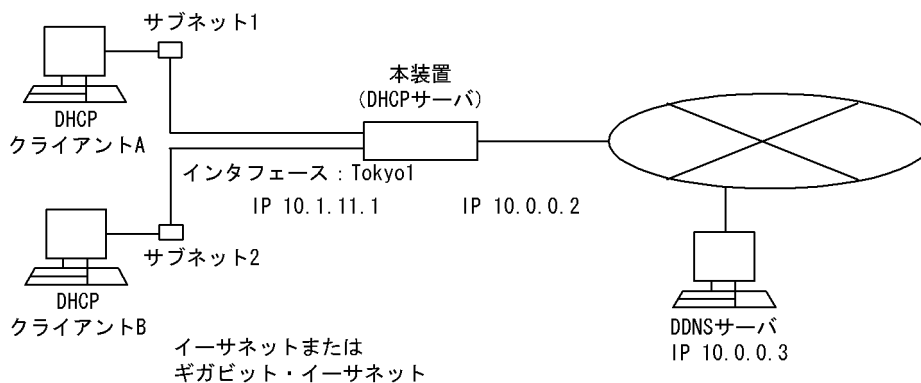 サブネット1
DHCP
クライアントA
本装置
(DHCPサーバ)
インタフェース：Tokyo1
IP 10.1.11.1
IP 10.0.0.2
サブネット2
DHCP
クライアントB
DDNSサーバ
IP 10.0.0.3
イーサネットまたは
ギガビット・イーサネット